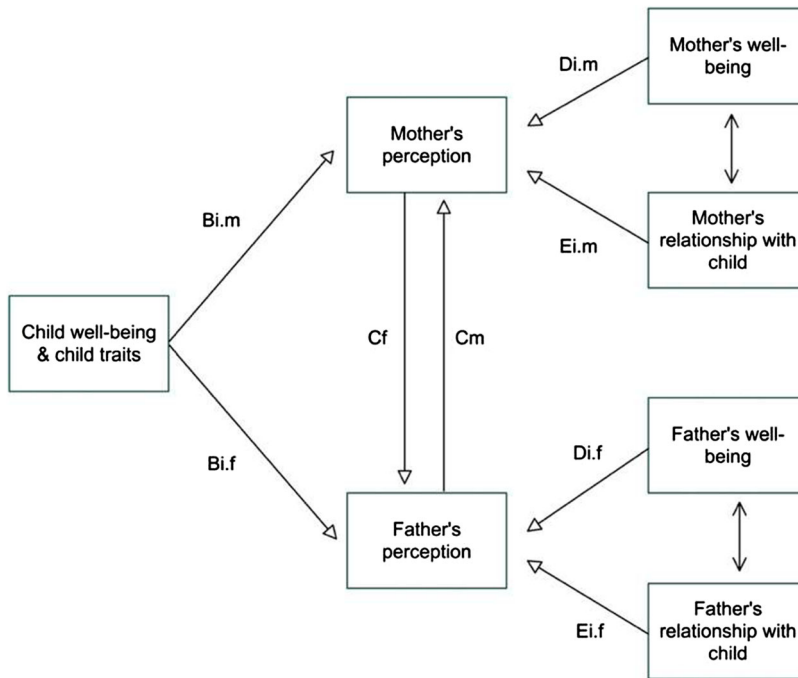 Mother's well-
being
Di.m
Mother's
perception
Mother's
relationship with
child
Ei.m
Bi.m
Child well-being
& child traits
Cf
Cm
Bi.f
Father's well-
being
Di.f
Father's
perception
Father's
relationship with
child
Ei.f